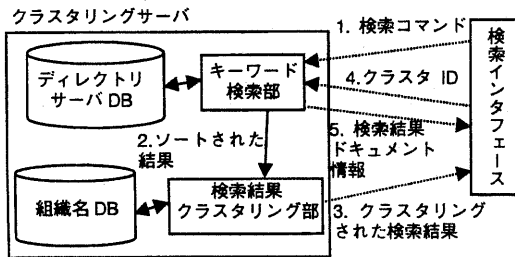 クラスタリングサーバ
ディレクトリ
サーバDB
キーワード
検索部
1. 検索コマンド
4.クラスタ ID
2.ソートされた
結果
5. 検索結果
ドキュメント
情報
組織名 DB
検索結果
クラスタリング部
3. クラスタリング
された検索結果
検索インタフェース